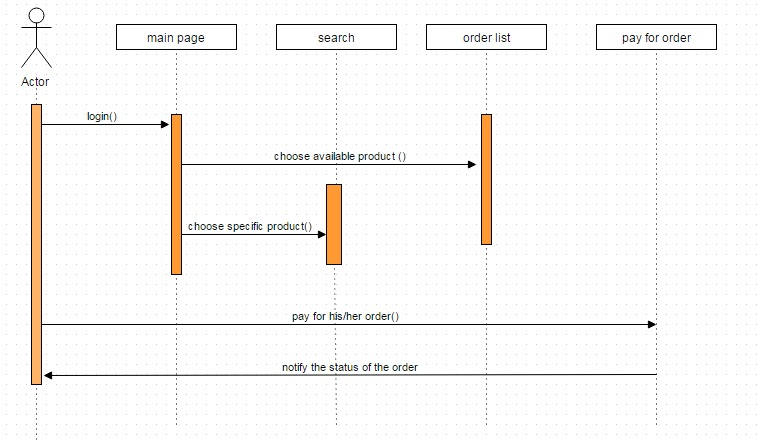 main page
search
order list
pay for order
Actor
login()
choose available product ()
choose specific product()
pay for his/her order()
notify the status of the order